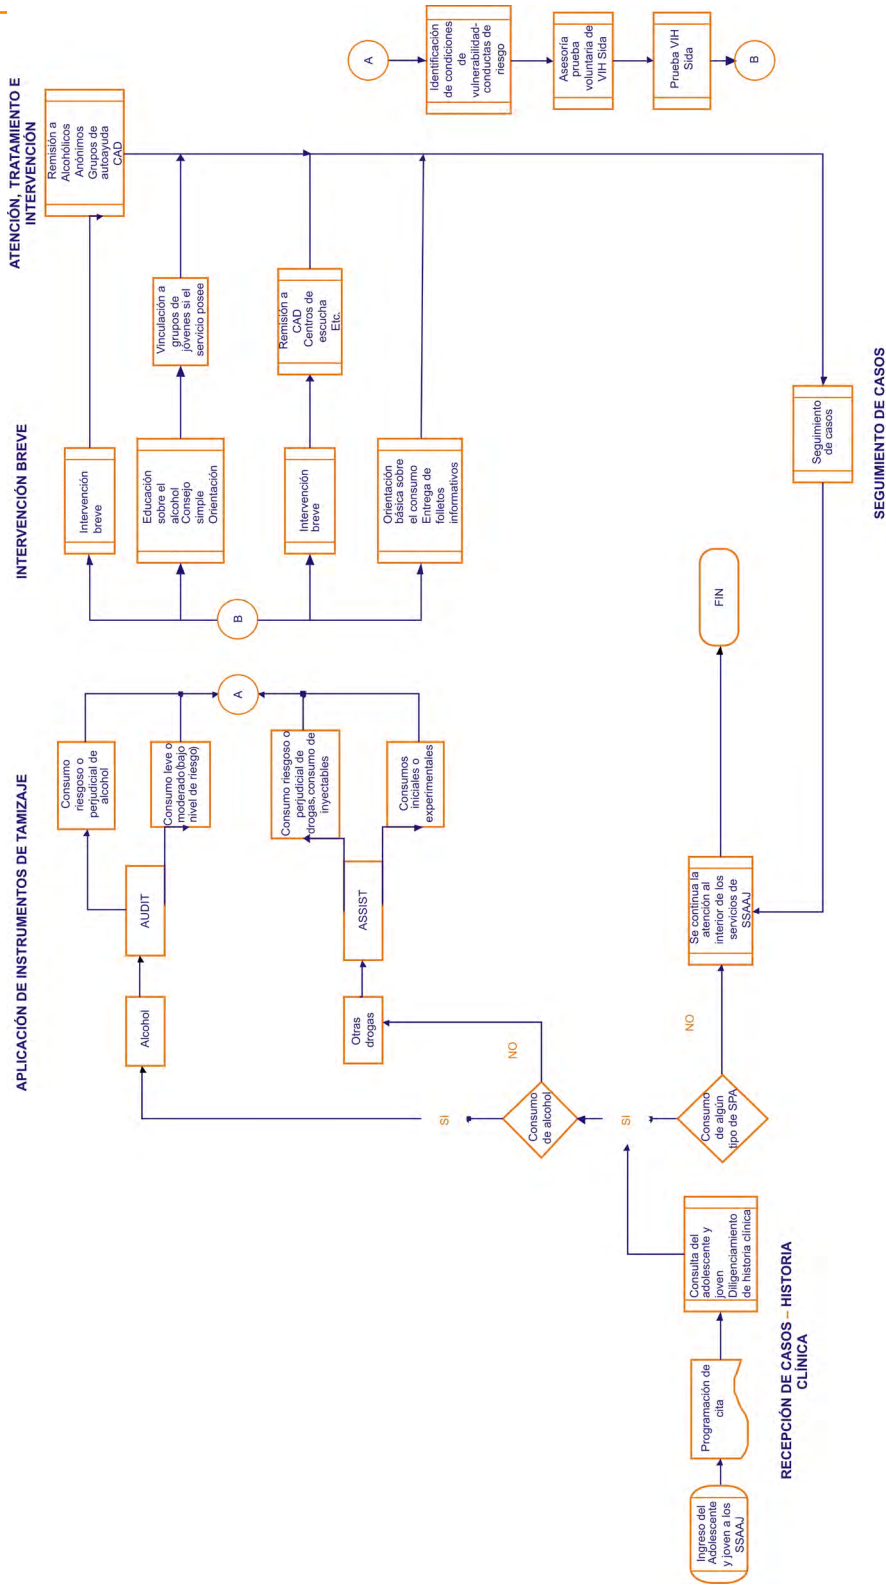 ATENCIÓN, TRATAMIENTO E
INTERVENCIÓN
INTERVENCIÓN BREVE
APLICACIÓN DE INSTRUMENTOS DE TAMIZAJE
Ingreso del
Adolescente
y joven a los
SSAAJ
Programación de
cita
Consulta del
adolescente y
joven
Diligenciamiento
de historia clínica
RECEPCIÓN DE CASOS – HISTORIA
CLÍNICA
Consumo
de algún
tipo de SPA
SI
NO
Consumo
de alcohol
SI
NO
Alcohol
Otras
drogas
AUDIT
ASSIST
Consumo
riesgoso o
perjudicial de
alcohol
Consumo leve o
moderado(bajo
nivel de riesgo)
Consumo riesgoso o
perjudicial de
drogas,consumo de
inyectables
Consumos
iniciales o
experimentales
A
B
Intervención
breve
Educación
sobre el
alcohol
Consejo
simple
Orientación
Intervención
breve
Orientación
básica sobre
el consumo
Entrega de
folletos
informativos
Remisión a
Alcohólicos
Anónimos
Grupos de
autoayuda
CAD
Vinculación a
grupos de
jóvenes si el
servicio posee
Remisión a
CAD
Centros de
escucha
Etc.
A
Identificación
de condiciones
de
vulnerabilidad-
conductas de
riesgo
Asesoría
prueba
voluntaria de
VIH Sida
Prueba VIH
Sida
B
Se continua la
atención al
interior de los
servicios de
SSAAJ
FIN
Seguimiento
de casos
SEGUIMIENTO DE CASOS